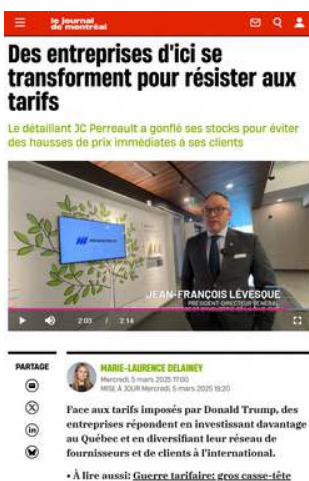 le journal
de montréal
Des entreprises d'ici se
transforment pour résister aux
tarifs
Le détaillant JC Perreault a gonflé ses stocks pour éviter
des hausses de prix immédiates à ses clients
JEAN-FRANÇOIS LÉVESQUE
PRÉSIDENT-DIRECTEUR GÉNÉRAL
2:03 / 2:14
PARTAGE
MARIE-LAURENCE DELAINEY
Mercredi, 5 mars 2025 17:00
MISE À JOUR Mercredi, 5 mars 2025 19:20
Face aux tarifs imposés par Donald Trump, des
entreprises répondent en investissant davantage
au Québec et en diversifiant leur réseau de
fournisseurs et de clients à l'international.
• À lire aussi: Guerre tarifaire: gros casse-tête